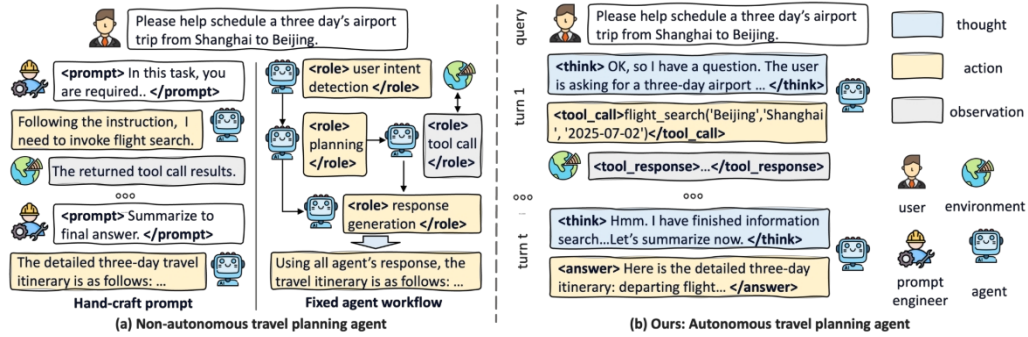 Please help schedule a three day's airport
trip from Shanghai to Beijing.
<prompt> In this task, you
are required.. </prompt>
Following the instruction, I
need to invoke flight search.
The returned tool call results.
<prompt> Summarize to
final answer. </prompt>
The detailed three-day travel
itinerary is as follows: ...
Hand-craft prompt
<role> user intent
detection </role>
<role>
planning
</role>
<role>
tool call
</role>
<role> response
generation </role>
Using all agent's response, the
travel itinerary is as follows: ...
Fixed agent workflow
(a) Non-autonomous travel planning agent
query
Please help schedule a three day's airport
trip from Shanghai to Beijing.
turn 1
<think> OK, so I have a question. The user
is asking for a three-day airport ... </think>
<tool_call>flight_search('Beijing','Shanghai
', '2025-07-02')</tool_call>
<tool_response>...</tool_response>
turn t
<think> Hmm. I have finished information
search...Let's summarize now. </think>
<answer> Here is the detailed three-day
itinerary: departing flight... </answer>
(b) Ours: Autonomous travel planning agent
thought
action
observation
user
environment
prompt
engineer
agent